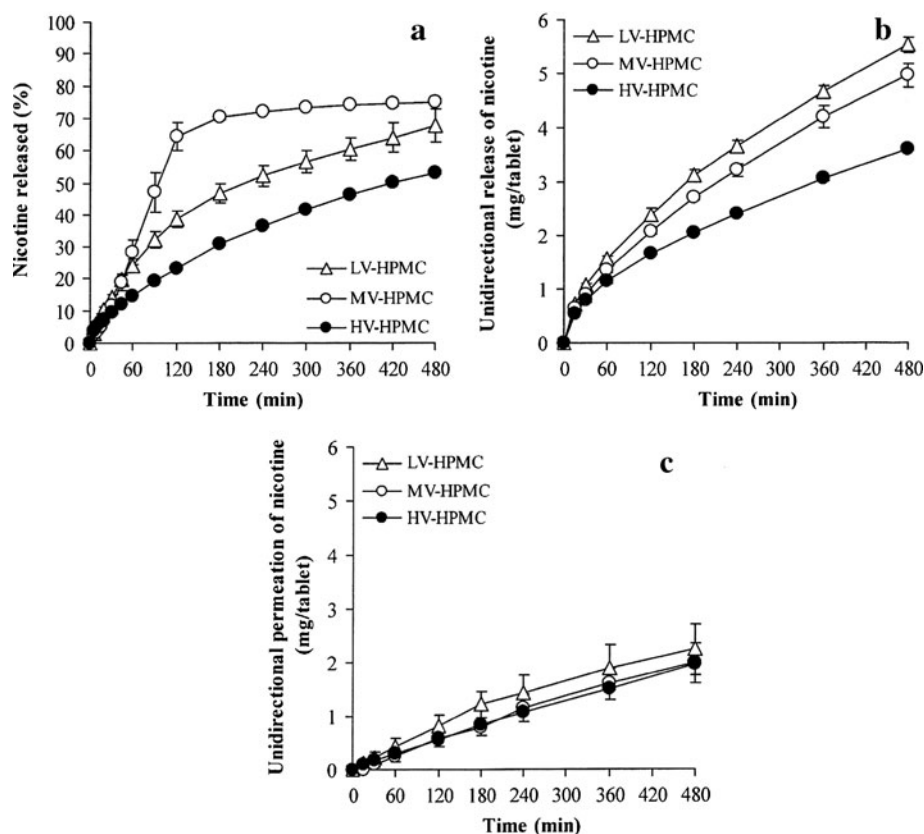 a
100
90
80
70
60
50
40
30
20
10
0
Nicotine released (%)
LV-HPMC
MV-HPMC
HV-HPMC
0 60 120 180 240 300 360 420 480
Time (min)
b
6
5
4
3
2
1
0
Unidirectional release of nicotine
(mg/tablet)
LV-HPMC
MV-HPMC
HV-HPMC
0 60 120 180 240 300 360 420 480
Time (min)
c
6
5
4
3
2
1
0
Unidirectional permeation of nicotine
(mg/tablet)
LV-HPMC
MV-HPMC
HV-HPMC
0 60 120 180 240 300 360 420 480
Time (min)